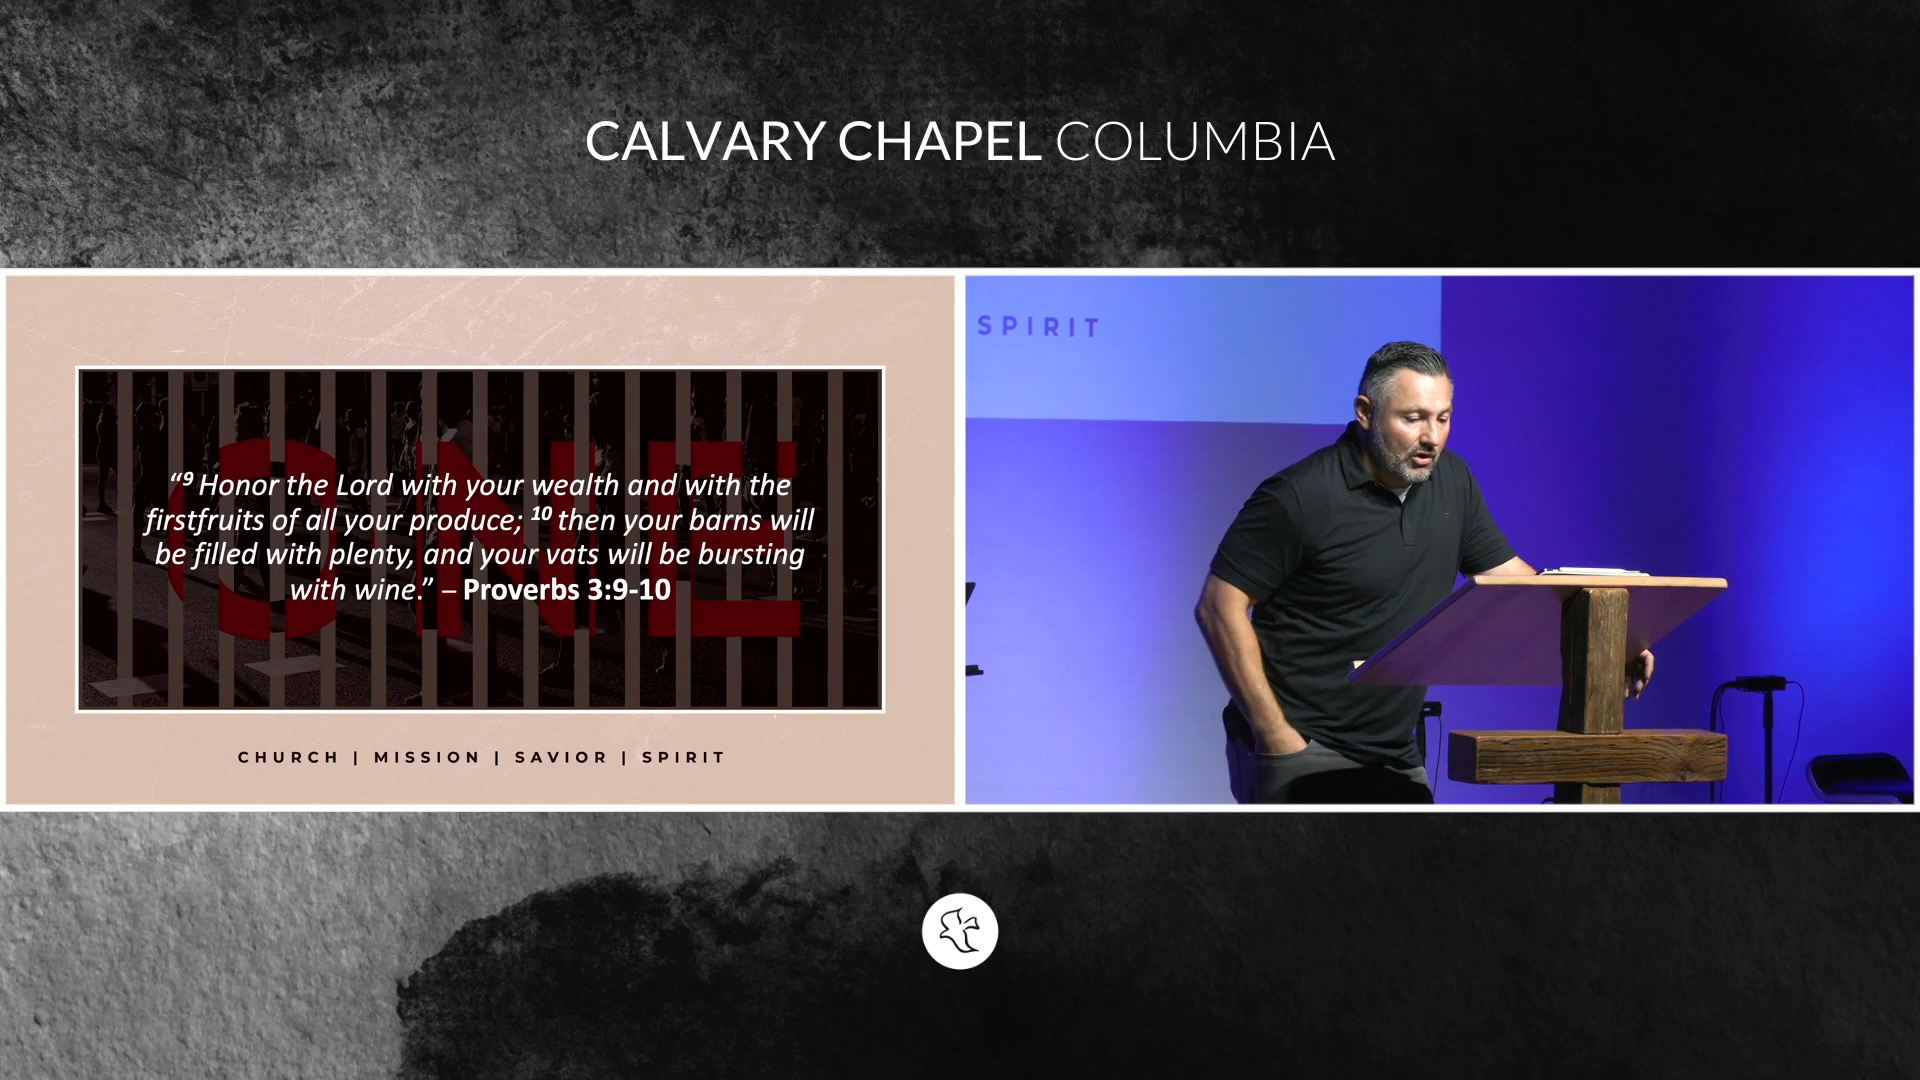 CALVARY CHAPEL COLUMBIA
ONE
“9 Honor the Lord with your wealth and with the
firstfruits of all your produce; 10 then your barns will
be filled with plenty, and your vats will be bursting
with wine.” – Proverbs 3:9-10
CHURCH | MISSION | SAVIOR | SPIRIT
SPIRIT